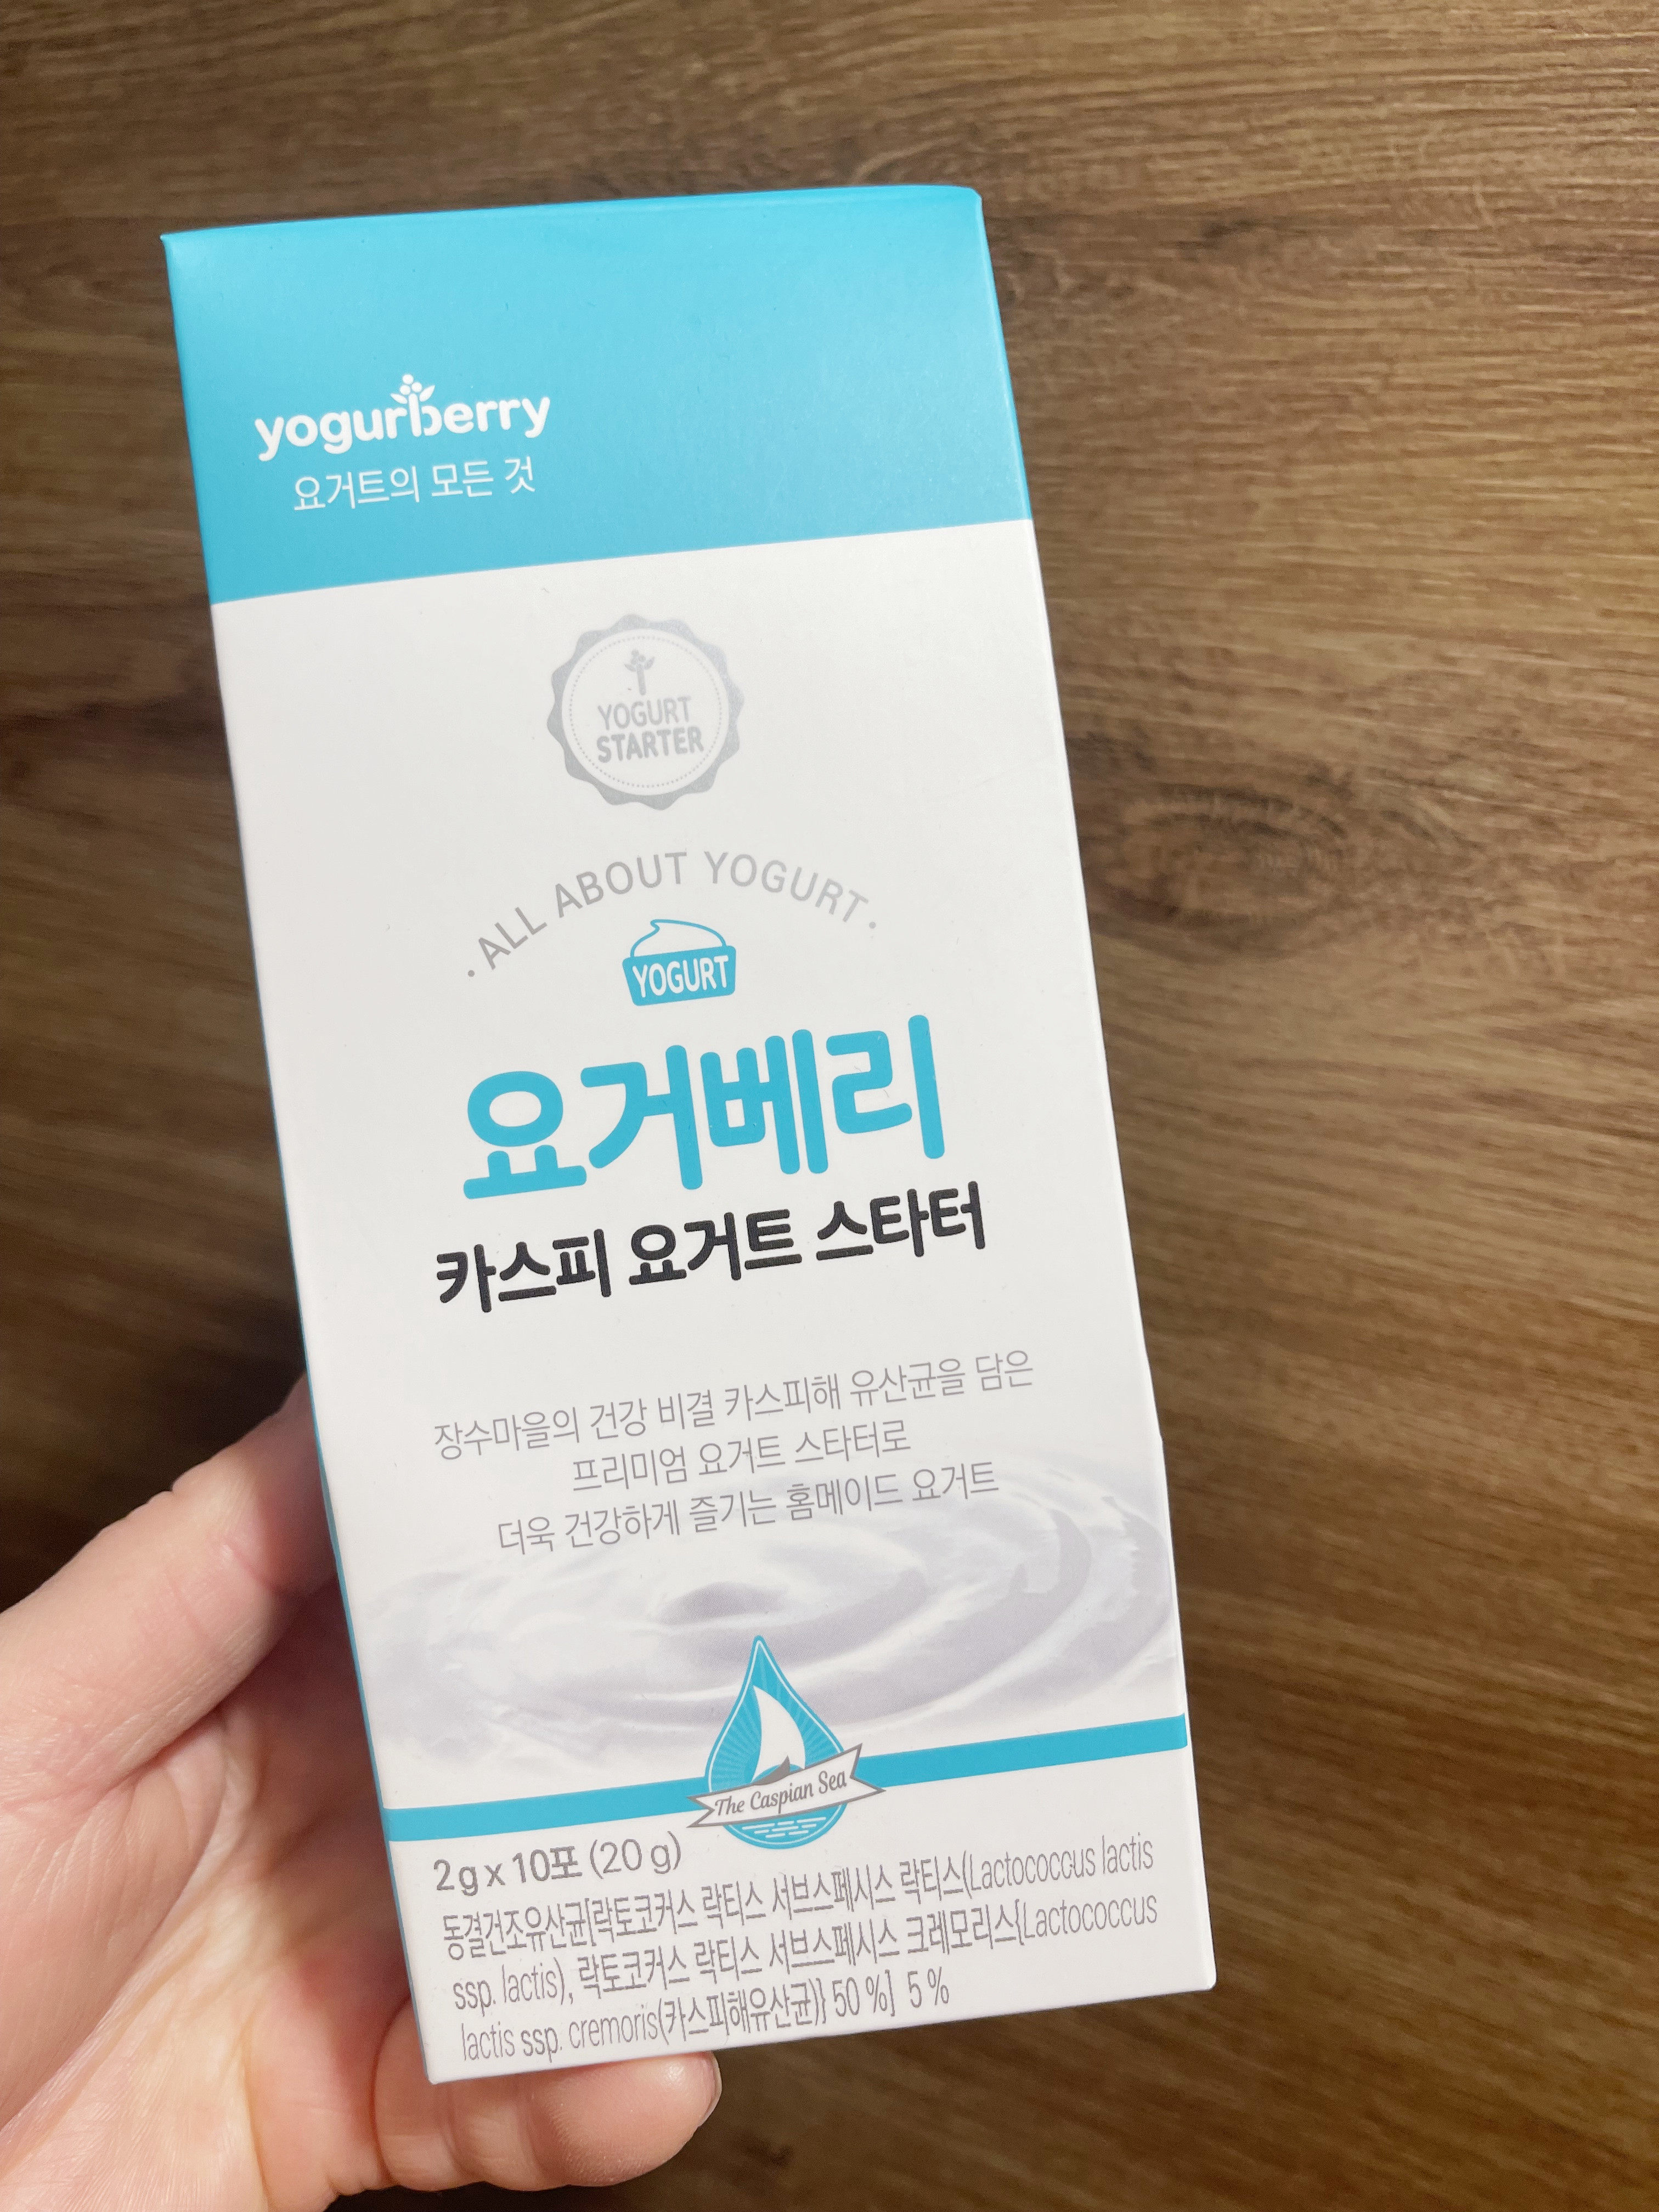 yogurberry
요거트의 모든 것
YOGURT
STARTER
· ALL ABOUT YOGURT ·
YOGURT
요거베리
카스피 요거트 스타터
장수마을의 건강 비결 카스피해 유산균을 담은
프리미엄 요거트 스타터로
더욱 건강하게 즐기는 홈메이드 요거트
The Caspian Sea
2g x 10포 (20 g)
동결건조유산균[락토코커스 락티스 서브스페시스 락티스(Lactococcus lactis
ssp. lactis), 락토코커스 락티스 서브스페시스 크레모리스{Lactococcus
lactis ssp. cremoris(카스피해유산균)} 50 %] 5 %